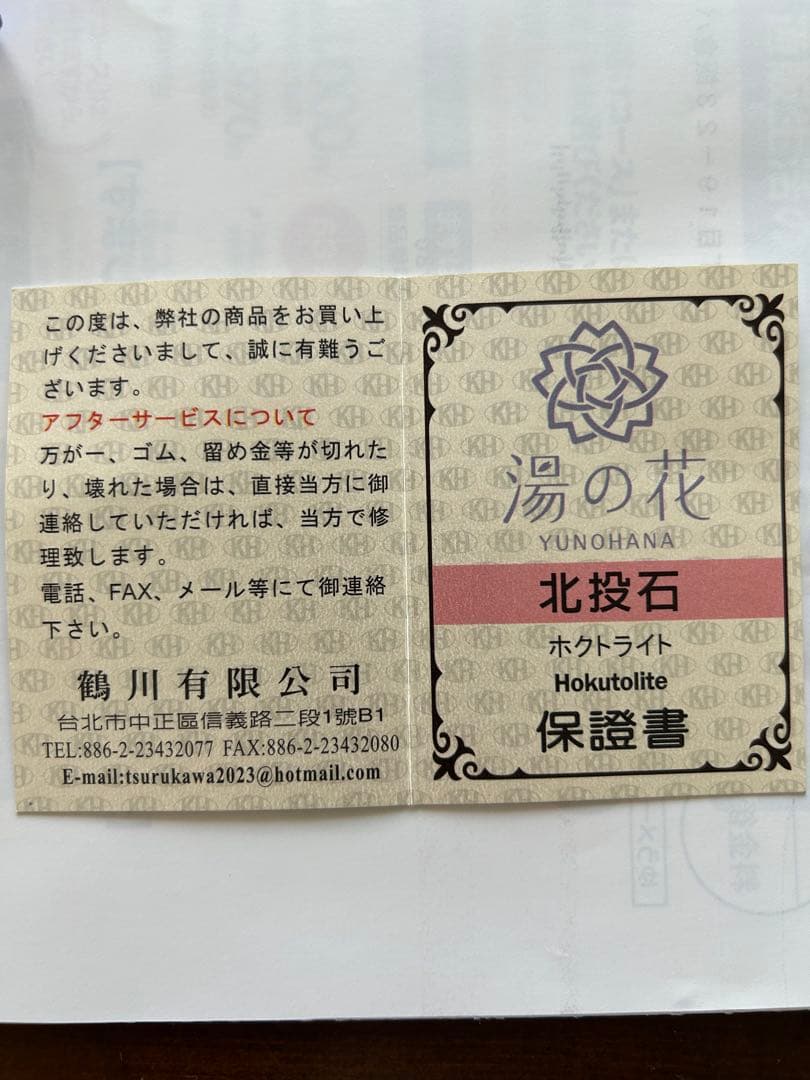 この度は、弊社の商品をお買い上
げくださいまして、誠に有難うご
ざいます。
アフターサービスについて
万が一、ゴム、留め金等が切れた
り、壊れた場合は、直接当方に御
連絡していただければ、当方で修
理致します。
電話、FAX、メール等にて御連絡
下さい。
鶴川有限公司
台北市中正區信義路二段1號B1
TEL:886-2-23432077 FAX:886-2-23432080
E-mail:tsurukawa2023@hotmail.com
湯の花
YUNOHANA
北投石
ホクトライト
Hokutolite
保證書